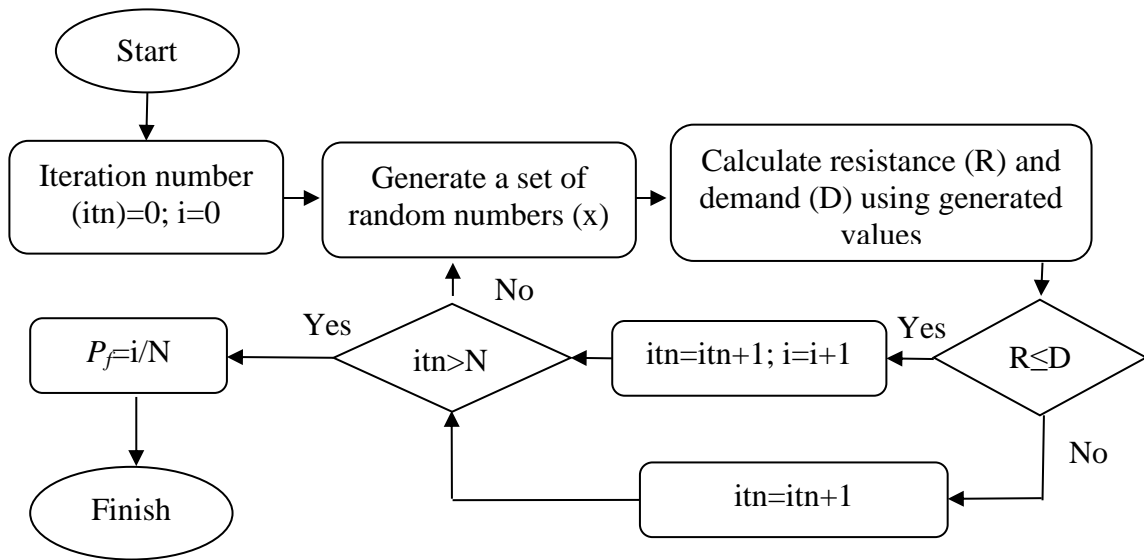 Start
Iteration number
(itn)=0; i=0
Generate a set of
random numbers (x)
Calculate resistance (R) and
demand (D) using generated
values
No
Yes
Yes
P_f=i/N
itn>N
itn=itn+1; i=i+1
R≤D
No
itn=itn+1
Finish